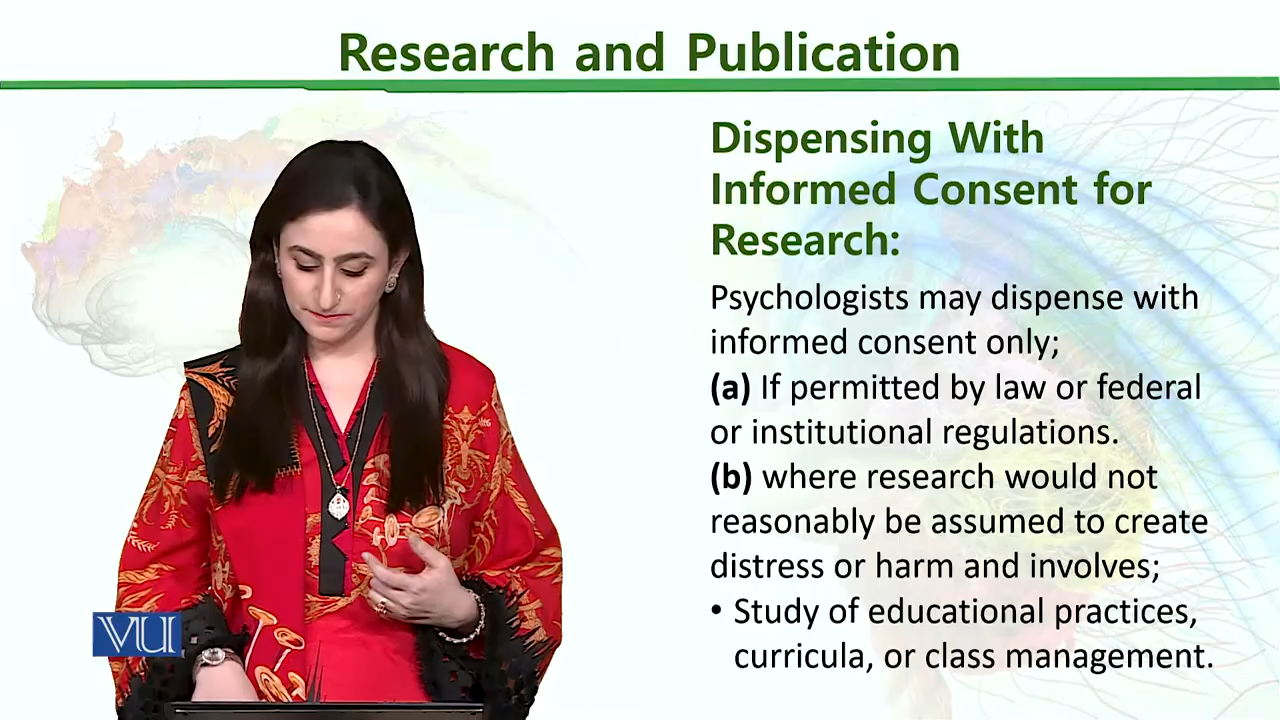 Research and Publication
Dispensing With
Informed Consent for
Research:
Psychologists may dispense with
informed consent only;
(a) If permitted by law or federal
or institutional regulations.
(b) where research would not
reasonably be assumed to create
distress or harm and involves;
• Study of educational practices,
curricula, or class management.
VU